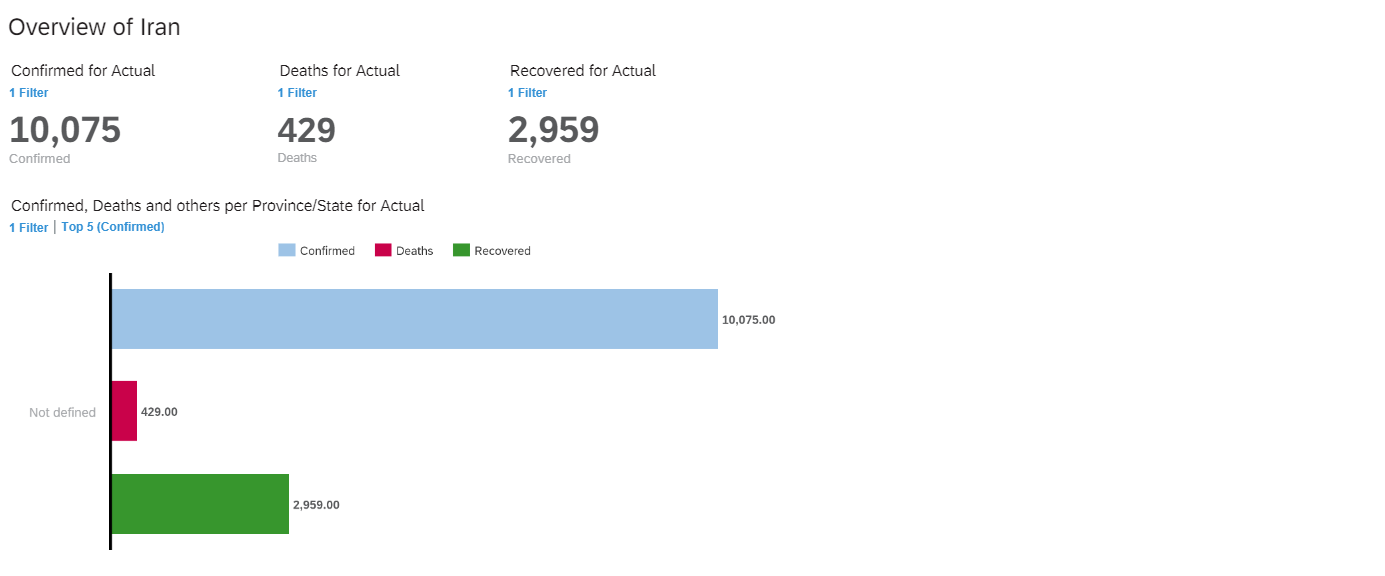 Overview of Iran
Confirmed for Actual Deaths for Actual Recovered for Actual
1 Filter 1 Filter 1 Filter
10,075 429 2,959
Confirmed Deaths Recovered
Confirmed, Deaths and others per Province/State for Actual
1 Filter | Top 5 (Confirmed)
Confirmed Deaths Recovered
10,075.00
Not defined 429.00
2,959.00